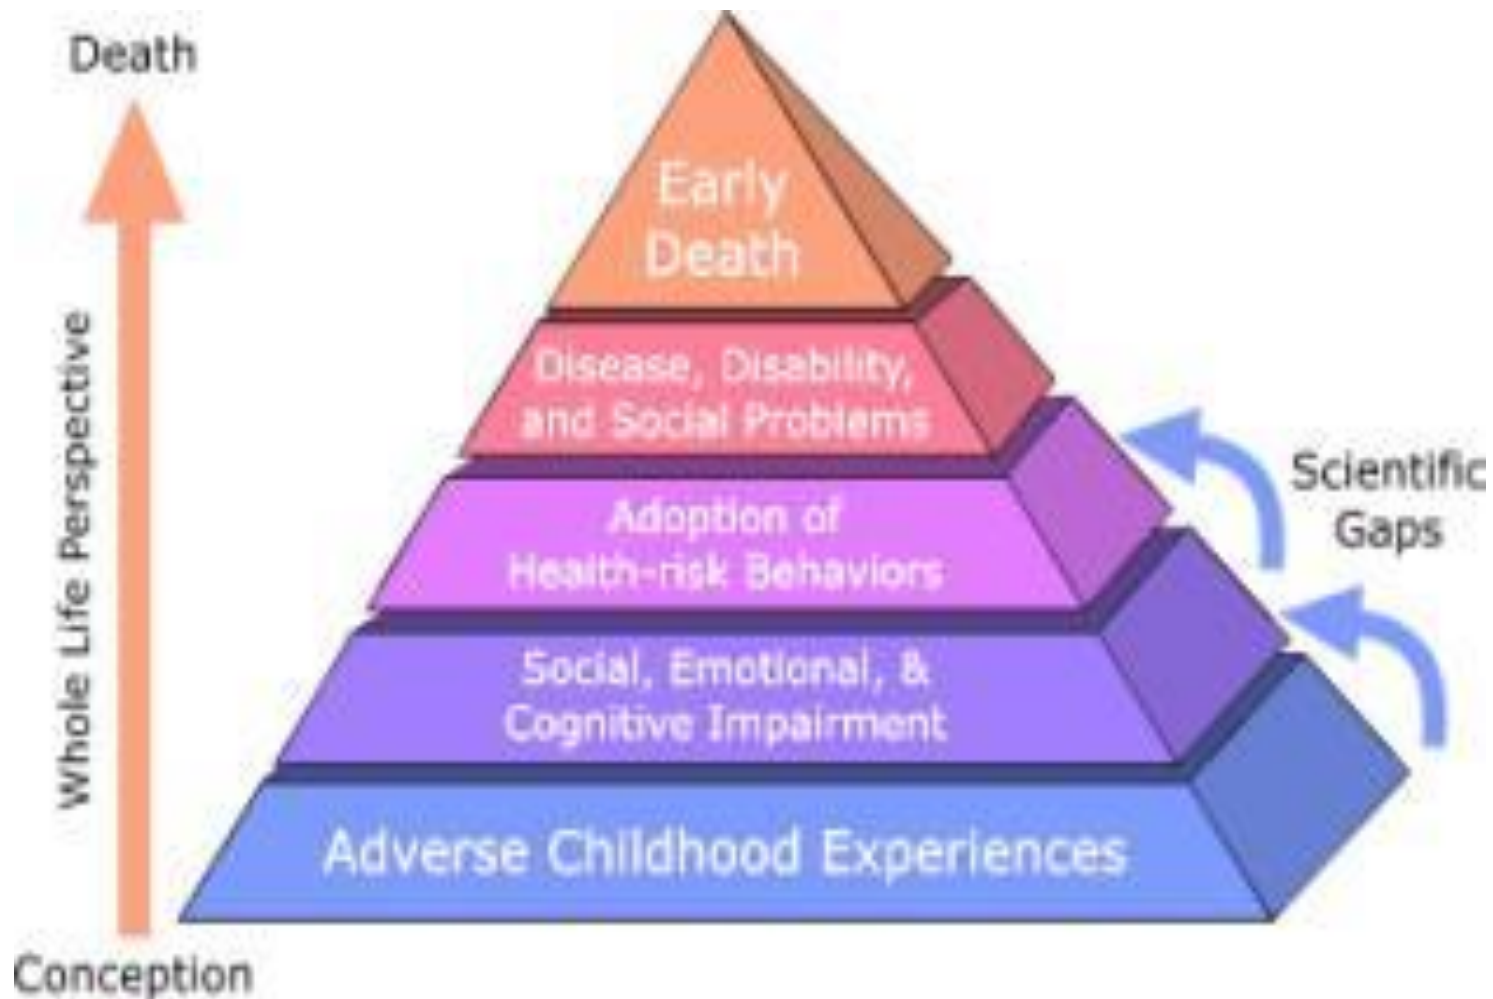 Death
Whole Life Perspective
Conception
Early
Death
Disease, Disability,
and Social Problems
Adoption of
Health-risk Behaviors
Social, Emotional, &
Cognitive Impairment
Adverse Childhood Experiences
Scientific
Gaps